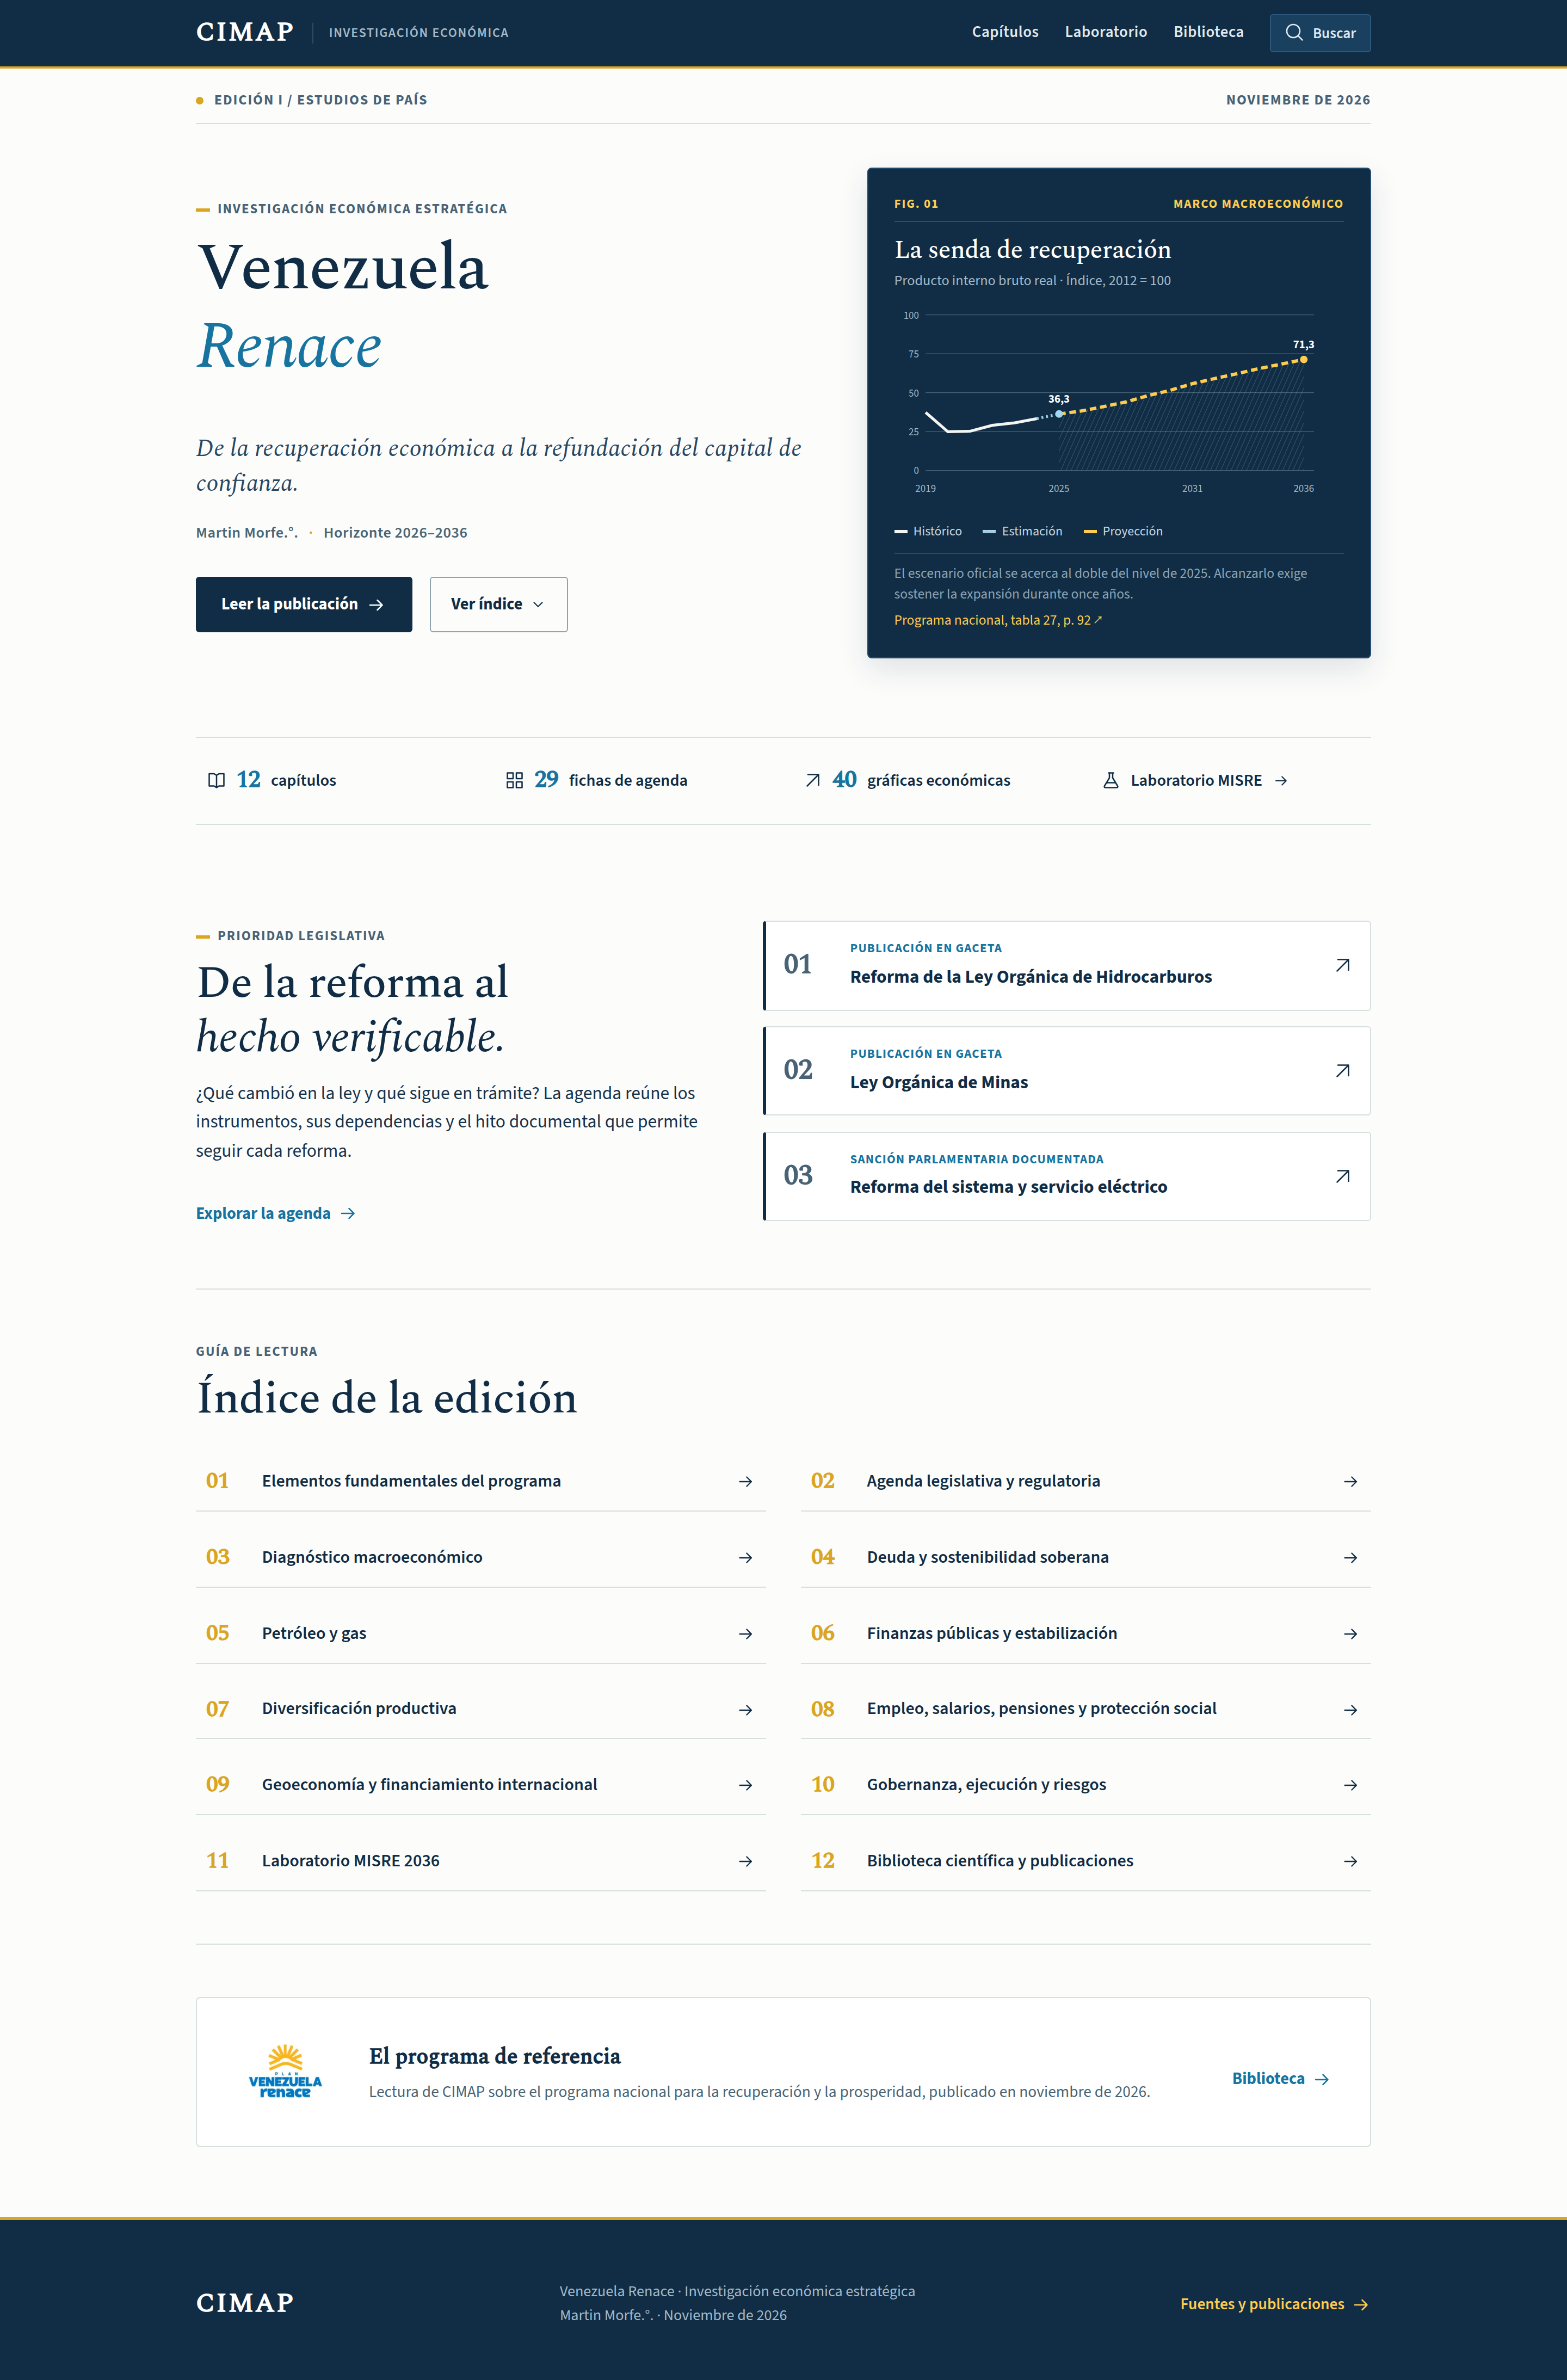 CIMAP
INVESTIGACIÓN ECONÓMICA
Capítulos
Laboratorio
Biblioteca
Buscar
EDICIÓN I / ESTUDIOS DE PAÍS
NOVIEMBRE DE 2026
INVESTIGACIÓN ECONÓMICA ESTRATÉGICA
Venezuela
Renace
De la recuperación económica a la refundación del capital de
confianza.
Martin Morfe.°. · Horizonte 2026–2036
Leer la publicación →
Ver índice
FIG. 01
MARCO MACROECONÓMICO
La senda de recuperación
Producto interno bruto real · Índice, 2012 = 100
100
75
50
25
0
36,3
71,3
2019
2025
2031
2036
Histórico
Estimación
Proyección
El escenario oficial se acerca al doble del nivel de 2025. Alcanzarlo exige
sostener la expansión durante once años.
Programa nacional, tabla 27, p. 92 ↗
12 capítulos
29 fichas de agenda
40 gráficas económicas
Laboratorio MISRE →
PRIORIDAD LEGISLATIVA
De la reforma al
hecho verificable.
¿Qué cambió en la ley y qué sigue en trámite? La agenda reúne los
instrumentos, sus dependencias y el hito documental que permite
seguir cada reforma.
Explorar la agenda →
01
PUBLICACIÓN EN GACETA
Reforma de la Ley Orgánica de Hidrocarburos
02
PUBLICACIÓN EN GACETA
Ley Orgánica de Minas
03
SANCIÓN PARLAMENTARIA DOCUMENTADA
Reforma del sistema y servicio eléctrico
GUÍA DE LECTURA
Índice de la edición
01 Elementos fundamentales del programa →
02 Agenda legislativa y regulatoria →
03 Diagnóstico macroeconómico →
04 Deuda y sostenibilidad soberana →
05 Petróleo y gas →
06 Finanzas públicas y estabilización →
07 Diversificación productiva →
08 Empleo, salarios, pensiones y protección social →
09 Geoeconomía y financiamiento internacional →
10 Gobernanza, ejecución y riesgos →
11 Laboratorio MISRE 2036 →
12 Biblioteca científica y publicaciones →
PLAN
VENEZUELA
renace
El programa de referencia
Lectura de CIMAP sobre el programa nacional para la recuperación y la prosperidad, publicado en noviembre de 2026.
Biblioteca →
CIMAP
Venezuela Renace · Investigación económica estratégica
Martin Morfe.°. · Noviembre de 2026
Fuentes y publicaciones →